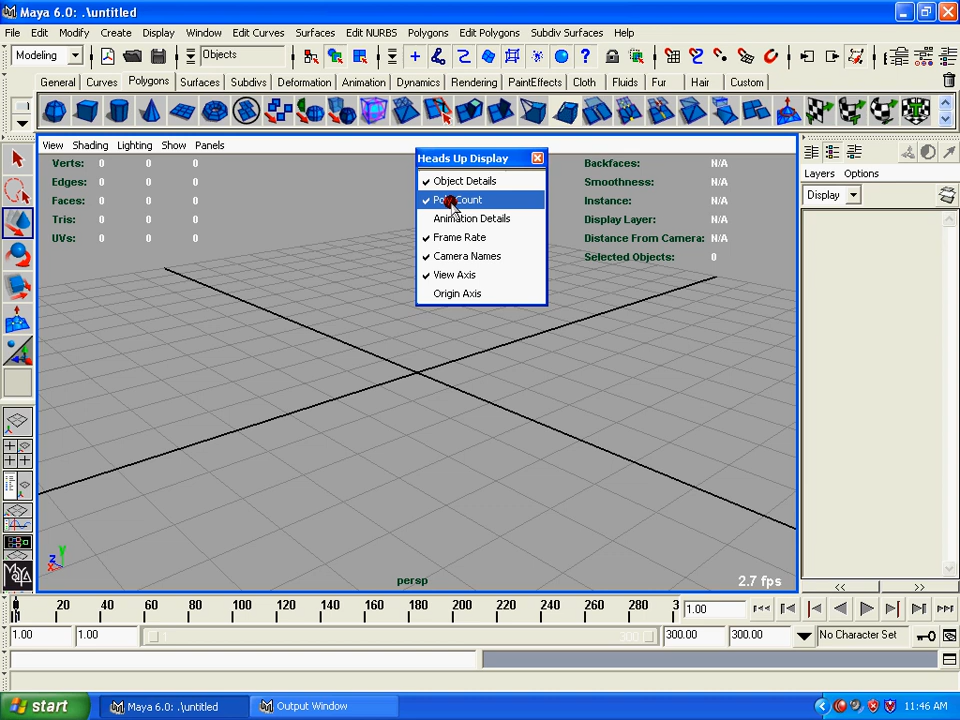 Maya 6.0: .\untitled
File Edit Modify Create Display Window Edit Curves Surfaces Edit NURBS Polygons Edit Polygons Subdiv Surfaces Help
Modeling Objects
General Curves Polygons Surfaces Subdivs Deformation Animation Dynamics Rendering PaintEffects Cloth Fluids Fur Hair Custom
View Shading Lighting Show Panels
Heads Up Display
Verts: 0 0 0
Edges: 0 0 0
Faces: 0 0 0
Tris: 0 0 0
UVs: 0 0 0
Object Details
Count
Animation Details
Frame Rate
Camera Names
View Axis
Origin Axis
Backfaces: N/A
Smoothness: N/A
Instance: N/A
Display Layer: N/A
Distance From Camera: N/A
Selected Objects: 0
Layers Options
Display
y
z
x
persp
2.7 fps
<< >>
MAYA
20 40 60 80 100 120 140 160 180 200 220 240 260 280 3
1.00
1.00 1.00 1 300 300.00 300.00 No Character Set
start Maya 6.0: .\untitled Output Window 11:46 AM